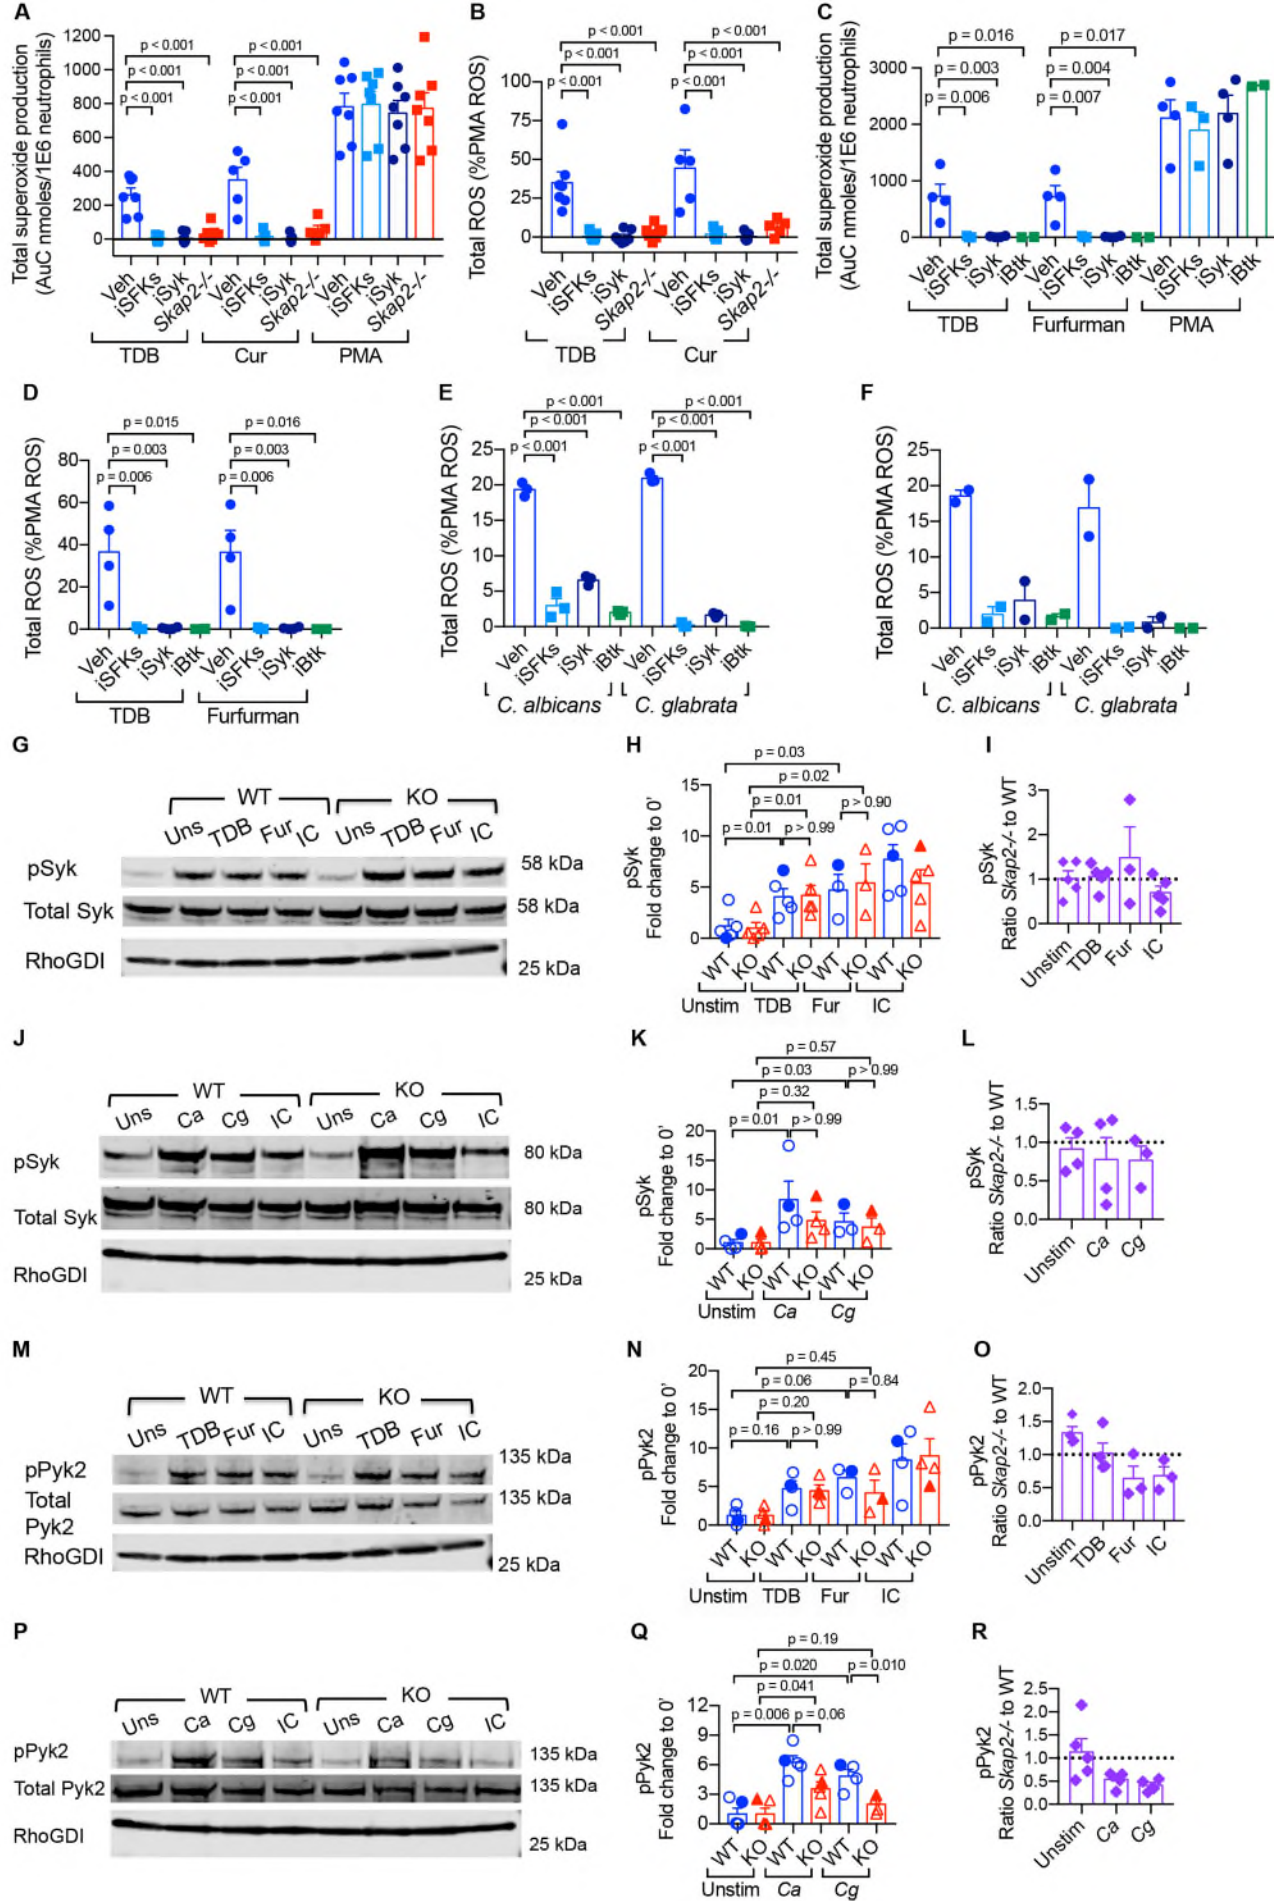 A
Total superoxide production
(AuC nmoles/1E6 neutrophils)
1200
1000
800
600
400
200
0
p < 0.001
p < 0.001
p < 0.001
p < 0.001
p < 0.001
p < 0.001
Veh
iSFKs
iSyk
Skap2-/-
Veh
iSFKs
iSyk
Skap2-/-
Veh
iSFKs
iSyk
Skap2-/-
TDB
Cur
PMA
B
Total ROS (%PMA ROS)
100
75
50
25
0
p < 0.001
p < 0.001
p < 0.001
p < 0.001
p < 0.001
p < 0.001
Veh
iSFKs
iSyk
Skap2-/-
Veh
iSFKs
iSyk
Skap2-/-
TDB
Cur
C
Total superoxide production
(AuC nmoles/1E6 neutrophils)
3000
2000
1000
0
p = 0.016
p = 0.003
p = 0.006
p = 0.017
p = 0.004
p = 0.007
Veh
iSFKs
iSyk
iBtk
Veh
iSFKs
iSyk
iBtk
Veh
iSFKs
iSyk
iBtk
TDB
Furfurman
PMA
D
Total ROS (%PMA ROS)
80
60
40
20
0
p = 0.015
p = 0.003
p = 0.006
p = 0.016
p = 0.003
p = 0.006
Veh
iSFKs
iSyk
iBtk
Veh
iSFKs
iSyk
iBtk
TDB
Furfurman
E
Total ROS (%PMA ROS)
25
20
15
10
5
0
p < 0.001
p < 0.001
p < 0.001
p < 0.001
p < 0.001
p < 0.001
Veh
iSFKs
iSyk
iBtk
Veh
iSFKs
iSyk
iBtk
C. albicans
C. glabrata
F
Total ROS (%PMA ROS)
25
20
15
10
5
0
Veh
iSFKs
iSyk
iBtk
Veh
iSFKs
iSyk
iBtk
C. albicans
C. glabrata
G
WT
KO
Uns TDB Fur IC Uns TDB Fur IC
pSyk
58 kDa
Total Syk
58 kDa
RhoGDI
25 kDa
H
pSyk
Fold change to 0'
15
10
5
0
p = 0.03
p = 0.02
p = 0.01
p > 0.90
p = 0.01
p > 0.99
WT KO WT KO WT KO WT KO
Unstim TDB Fur IC
I
pSyk
Ratio Skap2-/- to WT
3
2
1
0
Unstim
TDB
Fur
IC
J
WT
KO
Uns Ca Cg IC Uns Ca Cg IC
pSyk
80 kDa
Total Syk
80 kDa
RhoGDI
25 kDa
K
pSyk
Fold change to 0'
20
15
10
5
0
p = 0.57
p = 0.03
p > 0.99
p = 0.32
p = 0.01
p > 0.99
WT KO WT KO WT KO
Unstim Ca Cg
L
pSyk
Ratio Skap2-/- to WT
1.5
1.0
0.5
0.0
Unstim
Ca
Cg
M
WT
KO
Uns TDB Fur IC Uns TDB Fur IC
pPyk2
135 kDa
Total
Pyk2
135 kDa
RhoGDI
25 kDa
N
pPyk2
Fold change to 0'
20
15
10
5
0
p = 0.45
p = 0.06
p = 0.84
p = 0.20
p = 0.16
p > 0.99
WT KO WT KO WT KO WT KO
Unstim TDB Fur IC
O
pPyk2
Ratio Skap2-/- to WT
2.0
1.5
1.0
0.5
0.0
Unstim
TDB
Fur
IC
P
WT
KO
Uns Ca Cg IC Uns Ca Cg IC
pPyk2
135 kDa
Total Pyk2
135 kDa
RhoGDI
25 kDa
Q
pPyk2
Fold change to 0'
12
9
6
3
0
p = 0.19
p = 0.020
p = 0.010
p = 0.041
p = 0.006
p = 0.06
WT KO WT KO WT KO
Unstim Ca Cg
R
pPyk2
Ratio Skap2-/- to WT
2.5
2.0
1.5
1.0
0.5
0.0
Unstim
Ca
Cg